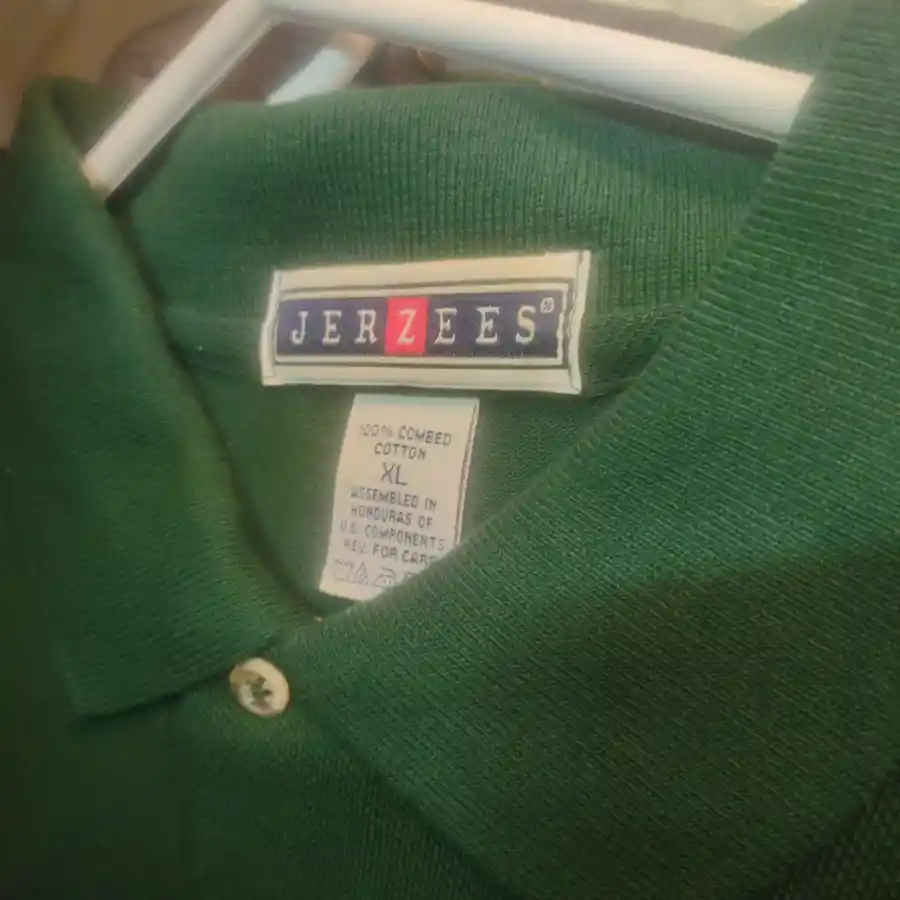 JERZEES®
100% COMBED
COTTON
XL
ASSEMBLED IN
HONDURAS OF
U.S. COMPONENTS
REV. FOR CARE